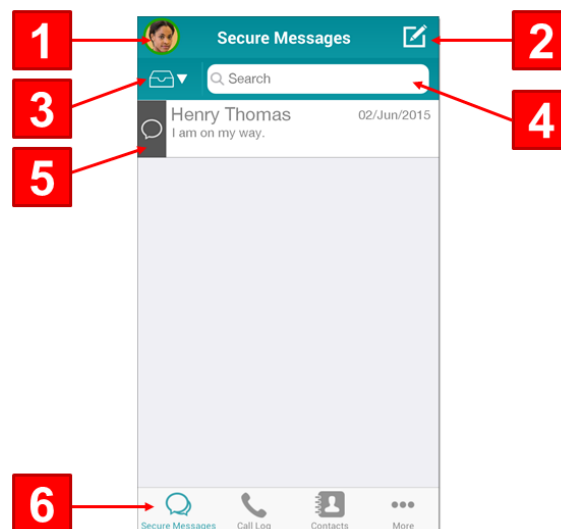 1
Secure Messages
2
3
Search
4
Henry Thomas 02/Jun/2015
I am on my way.
5
6
Secure Messages Call Log Contacts More